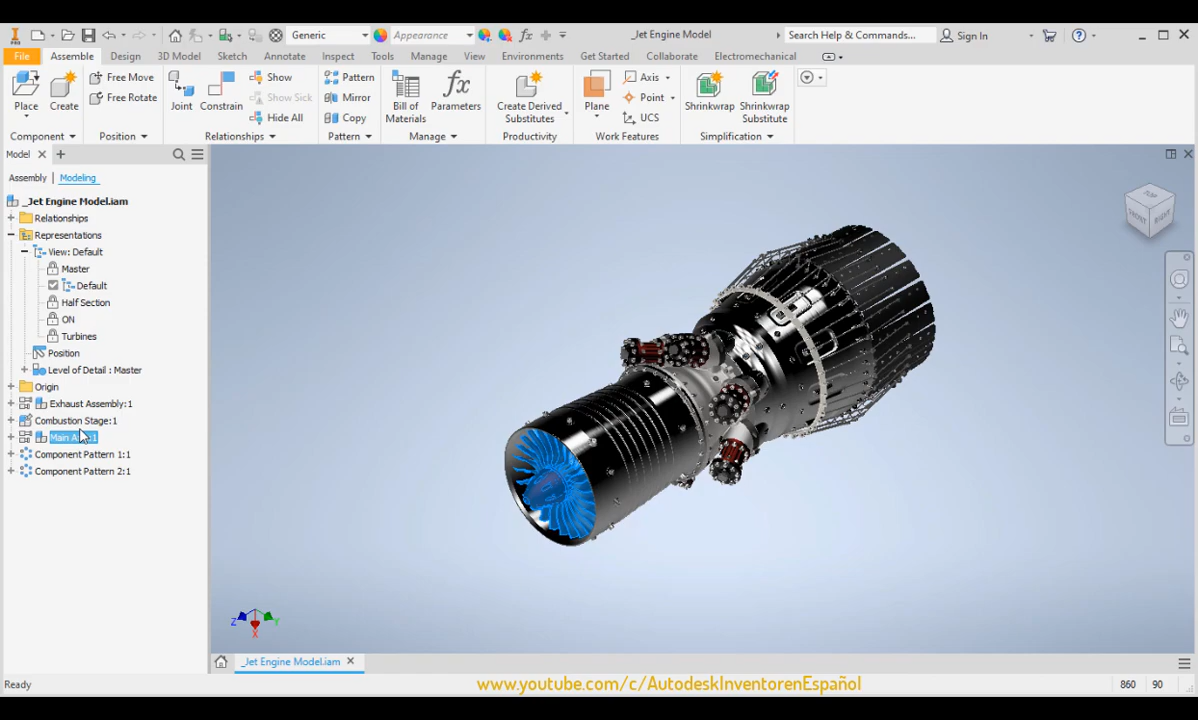 Generic
Appearance
_Jet Engine Model
Search Help & Commands...
Sign In
File
Assemble
Design
3D Model
Sketch
Annotate
Inspect
Tools
Manage
View
Environments
Get Started
Collaborate
Electromechanical
Place
Create
Free Move
Free Rotate
Joint
Constrain
Show
Show Sick
Hide All
Pattern
Mirror
Copy
Bill of
Materials
Parameters
Create Derived
Substitutes
Plane
Axis
Point
UCS
Shrinkwrap
Shrinkwrap
Substitute
Component
Position
Relationships
Pattern
Manage
Productivity
Work Features
Simplification
Model
Assembly
Modeling
_Jet Engine Model.iam
Relationships
Representations
View: Default
Master
Default
Half Section
ON
Turbines
Position
Level of Detail : Master
Origin
Exhaust Assembly:1
Combustion Stage:1
Main
Component Pattern 1:1
Component Pattern 2:1
TOP
FRONT
RIGHT
Z
Y
X
_Jet Engine Model.iam
Ready
www.youtube.com/c/AutodeskInventorenEspañol
860
90